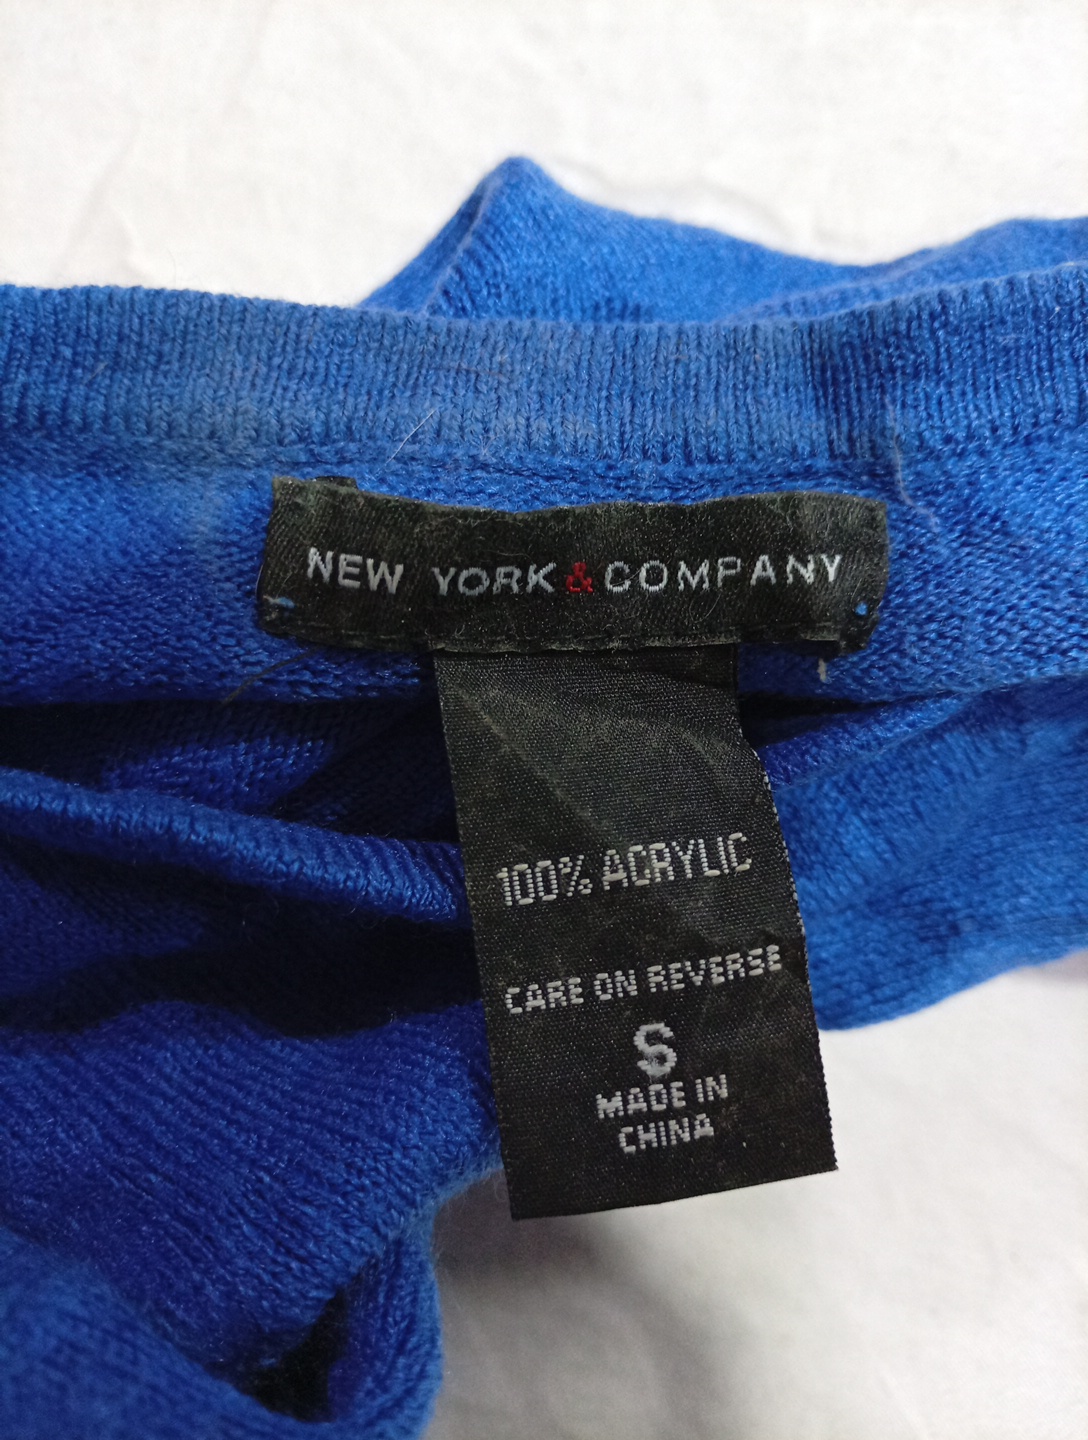 NEW YORK & COMPANY
100% ACRYLIC
CARE ON REVERSE
S
MADE IN
CHINA